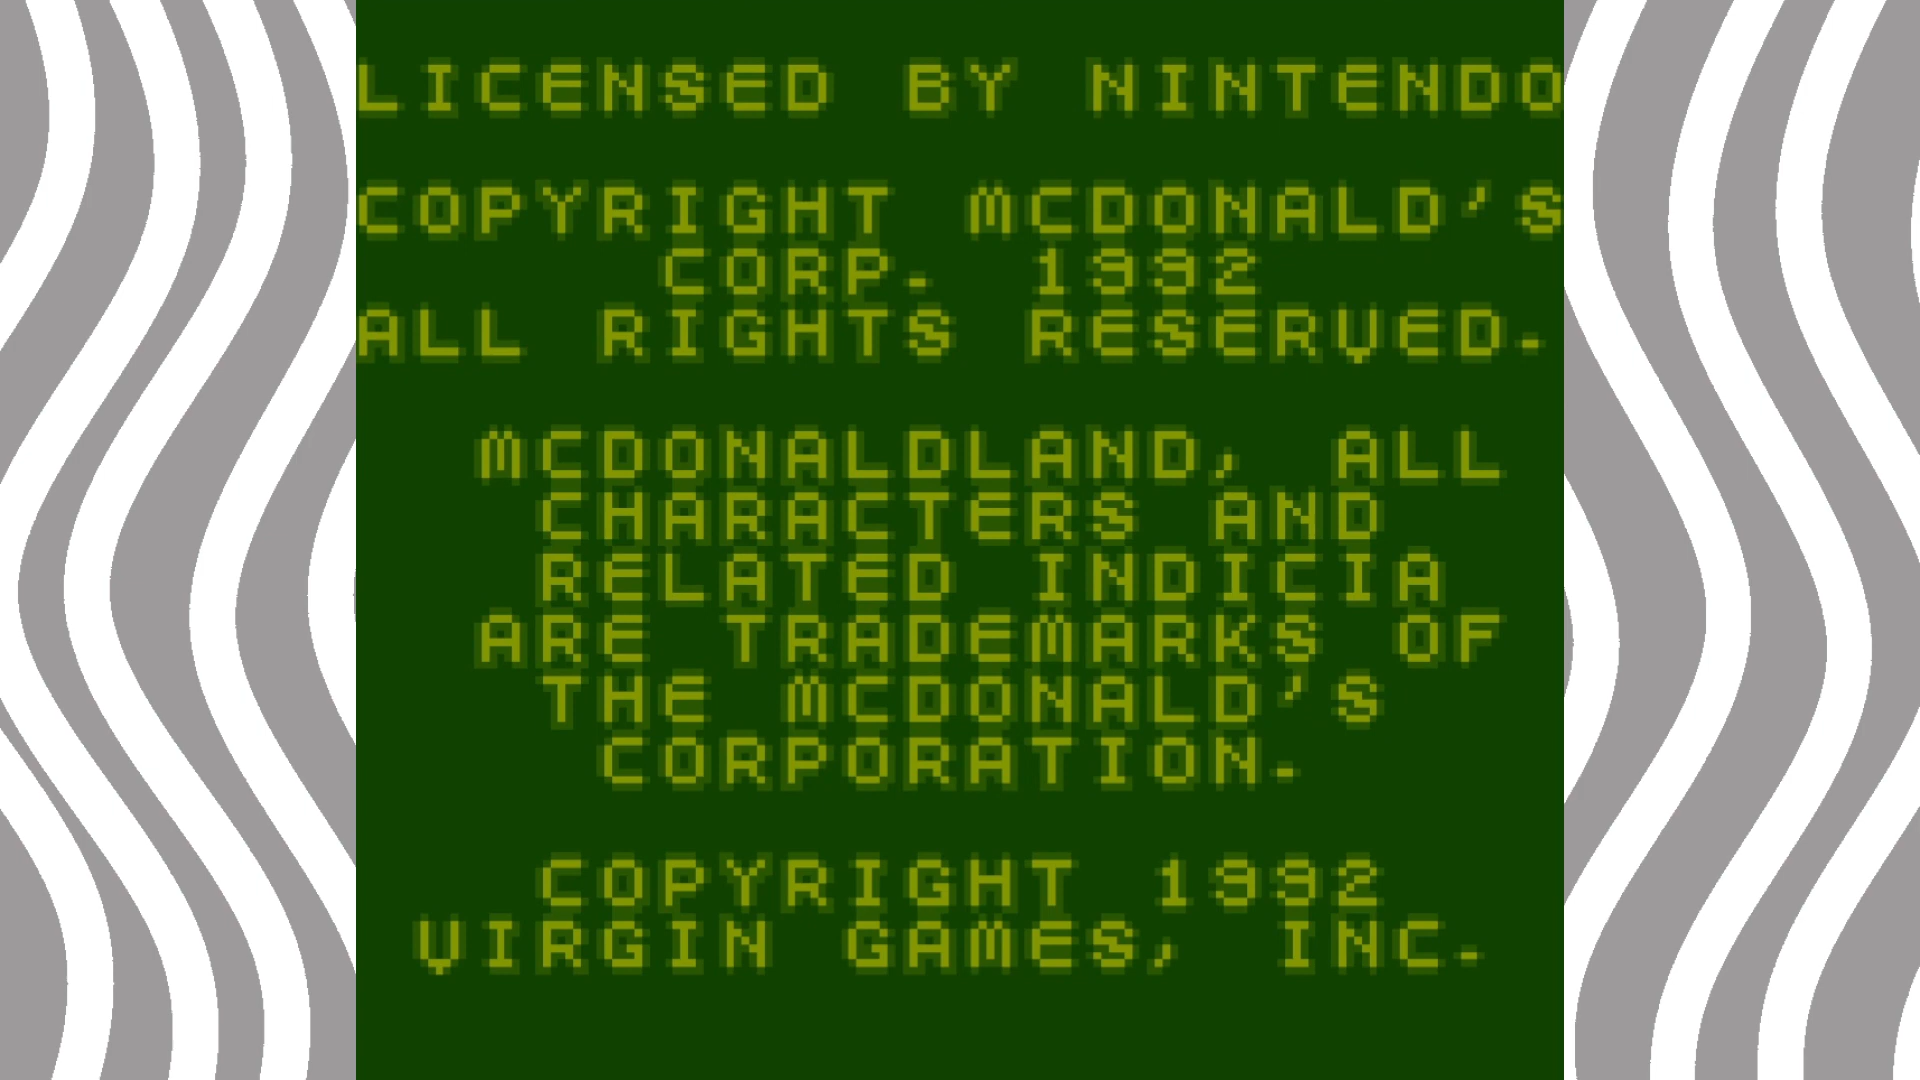 LICENSED BY NINTENDO
COPYRIGHT MCDONALD'S
CORP. 1992
ALL RIGHTS RESERVED.
MCDONALDLAND, ALL
CHARACTERS AND
RELATED INDICIA
ARE TRADEMARKS OF
THE MCDONALD'S
CORPORATION.
COPYRIGHT 1992
VIRGIN GAMES, INC.